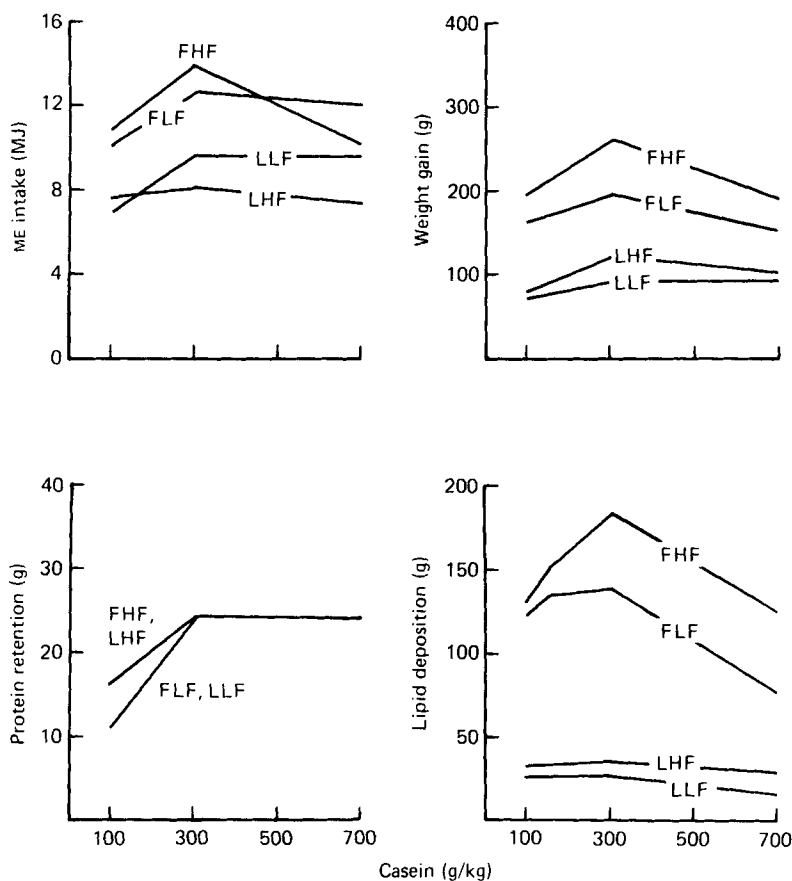 16
12
8
4
0
ME intake (MJ)
FHF
FLF
LLF
LHF
400
300
200
100
Weight gain (g)
FHF
FLF
LHF
LLF
40
30
20
10
Protein retention (g)
FHF,
LHF
FLF, LLF
100 300 500 700
200
150
100
50
Lipid deposition (g)
FHF
FLF
LHF
LLF
100 300 500 700
Casein (g/kg)